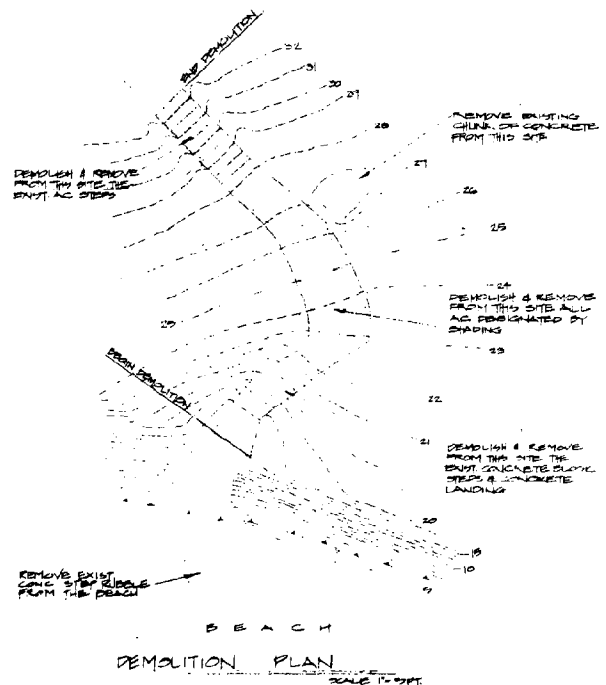 END DEMOLITION
32
31
30
29
28
REMOVE EXISTING
CHUNK OF CONCRETE
FROM THIS SITE
27
DEMOLISH & REMOVE
FROM THIS SITE THE
EXIST. AC STEPS
26
25
24
DEMOLISH & REMOVE
FROM THIS SITE ALL
AC DESIGNATED BY
SHADING
25
23
BEGIN DEMOLITION
22
21
DEMOLISH & REMOVE
FROM THIS SITE THE
EXIST. CONCRETE BLOCK
STEPS & CONCRETE
LANDING
20
15
10
REMOVE EXIST
CONC STEP RUBBLE
FROM THE BEACH
BEACH
DEMOLITION PLAN
SCALE